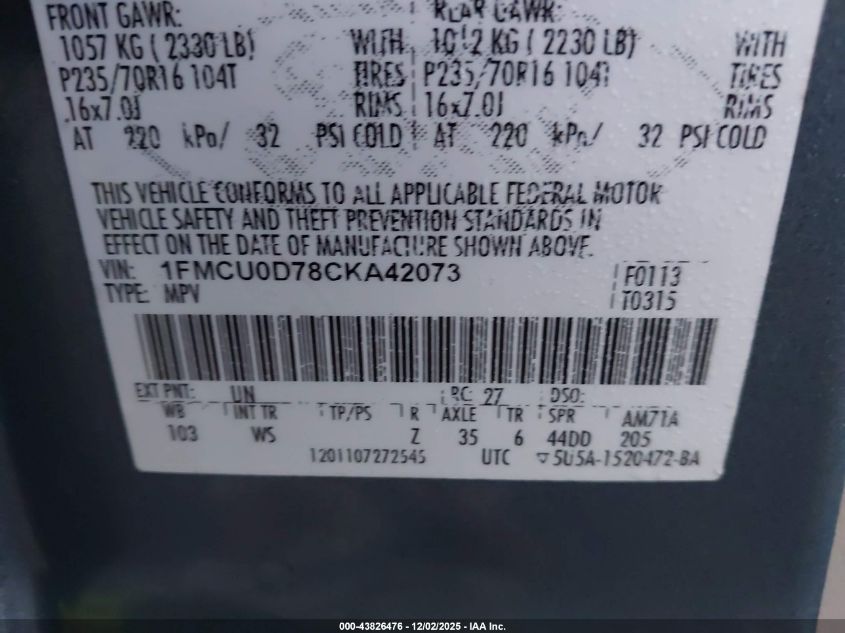 FRONT GAWR: REAR GAWR:
1057 KG ( 2330 LB) WITH 1012 KG ( 2230 LB) WITH
P235/70R16 104T TIRES P235/70R16 104T TIRES
16x7.0J RIMS 16x7.0J RIMS
AT 220 kPa/ 32 PSI COLD AT 220 kPa/ 32 PSI COLD
THIS VEHICLE CONFORMS TO ALL APPLICABLE FEDERAL MOTOR
VEHICLE SAFETY AND THEFT PREVENTION STANDARDS IN
EFFECT ON THE DATE OF MANUFACTURE SHOWN ABOVE.
VIN: 1FMCU0D78CKA42073 F0113
TYPE: MPV T0315
EXT PNT: UN RC: 27 DSO:
WB INT TR TP/PS R AXLE TR SPR AM71A
103 WS Z 35 6 44DD 205
1201107272545 UTC ▽5U5A-1520472-BA
000-43826476 - 12/02/2025 - IAA Inc.